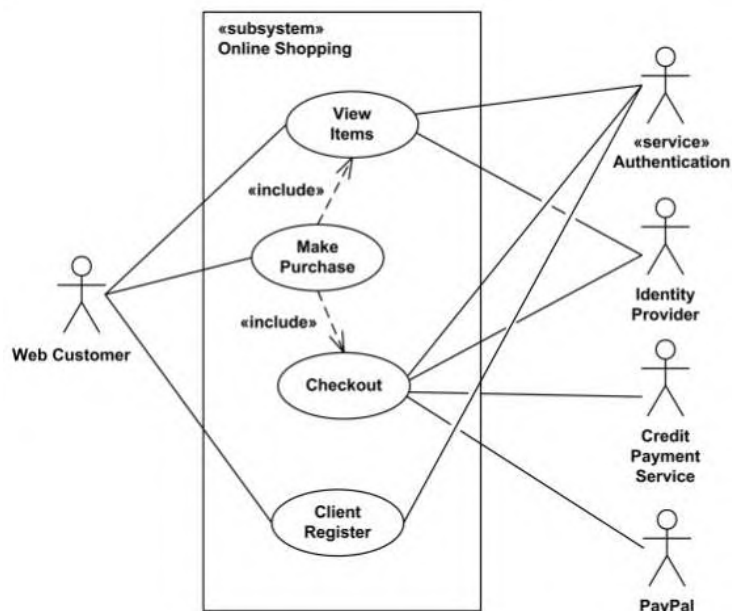 «subsystem»
Online Shopping
View
Items
«service»
Authentication
«include»
Make
Purchase
Identity
Provider
«include»
Web Customer
Checkout
Credit
Payment
Service
Client
Register
PayPal